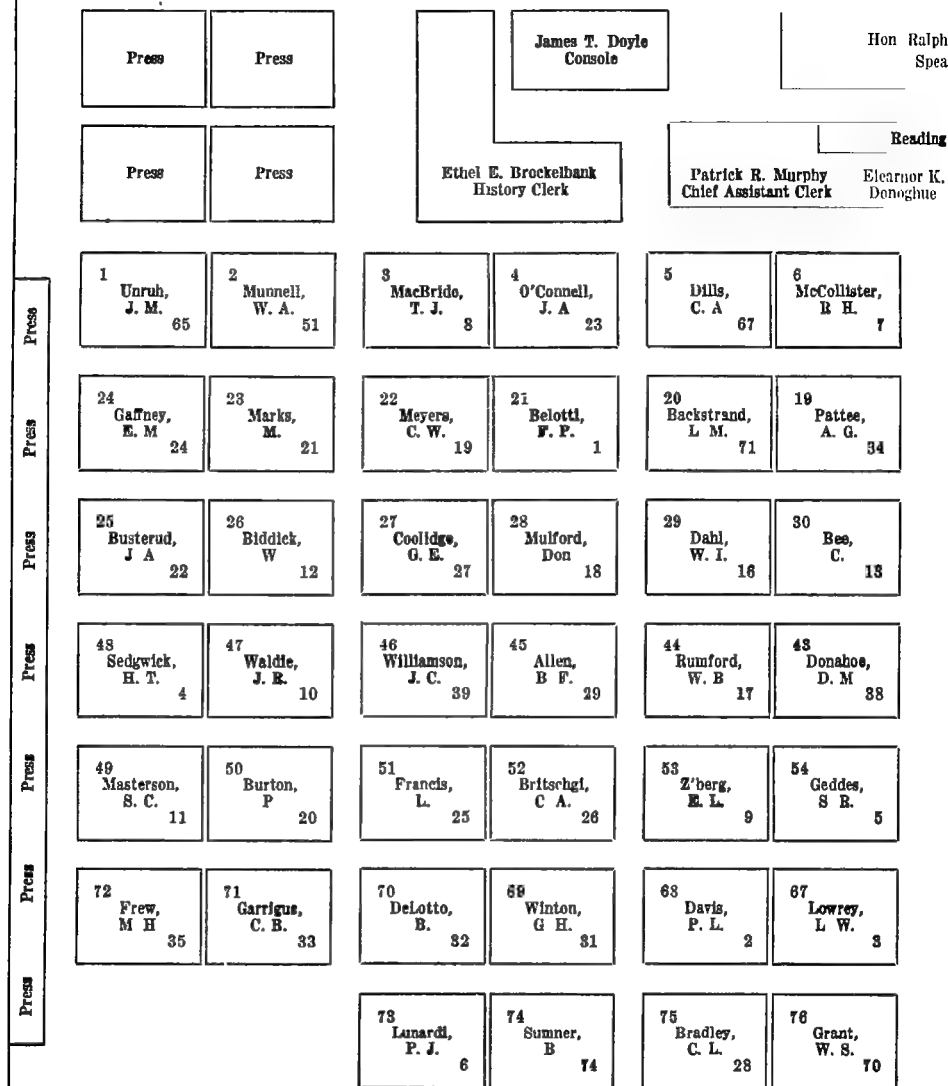 Press
Press
James T. Doyle
Console
Hon Ralph
Spea
Press
Press
Ethel E. Brockelbank
History Clerk
Reading
Patrick R. Murphy
Chief Assistant Clerk
Elearnor K.
Donoghue
Press
Press
Press
Press
Press
Press
Press
1
Unruh,
J. M.
65
2
Munnell,
W. A.
51
3
MacBride,
T. J.
8
4
O'Connell,
J. A
23
5
Dills,
C. A
67
6
McCollister,
R H.
7
24
Gaffney,
E. M
24
23
Marks,
M.
21
22
Meyers,
C. W.
19
21
Belotti,
F. P.
1
20
Backstrand,
L M.
71
19
Pattee,
A. G.
34
25
Busterud,
J A
22
26
Biddick,
W
12
27
Coolidge,
G. E.
27
28
Mulford,
Don
18
29
Dahl,
W. I.
16
30
Bee,
C.
13
48
Sedgwick,
H. T.
4
47
Waldie,
J. R.
10
46
Williamson,
J. C.
39
45
Allen,
B F.
29
44
Rumford,
W. B
17
43
Donahoe,
D. M
38
49
Masterson,
S. C.
11
50
Burton,
P
20
51
Francis,
L.
25
52
Britschgi,
C A.
26
53
Z'berg,
E. L.
9
54
Geddes,
S R.
5
72
Frew,
M H
35
71
Garrigus,
C. B.
33
70
DeLotto,
B.
32
69
Winton,
G H.
31
68
Davis,
P. L.
2
67
Lowrey,
L W.
3
73
Lunardi,
P. J.
6
74
Sumner,
B
74
75
Bradley,
C. L.
28
76
Grant,
W. S.
70